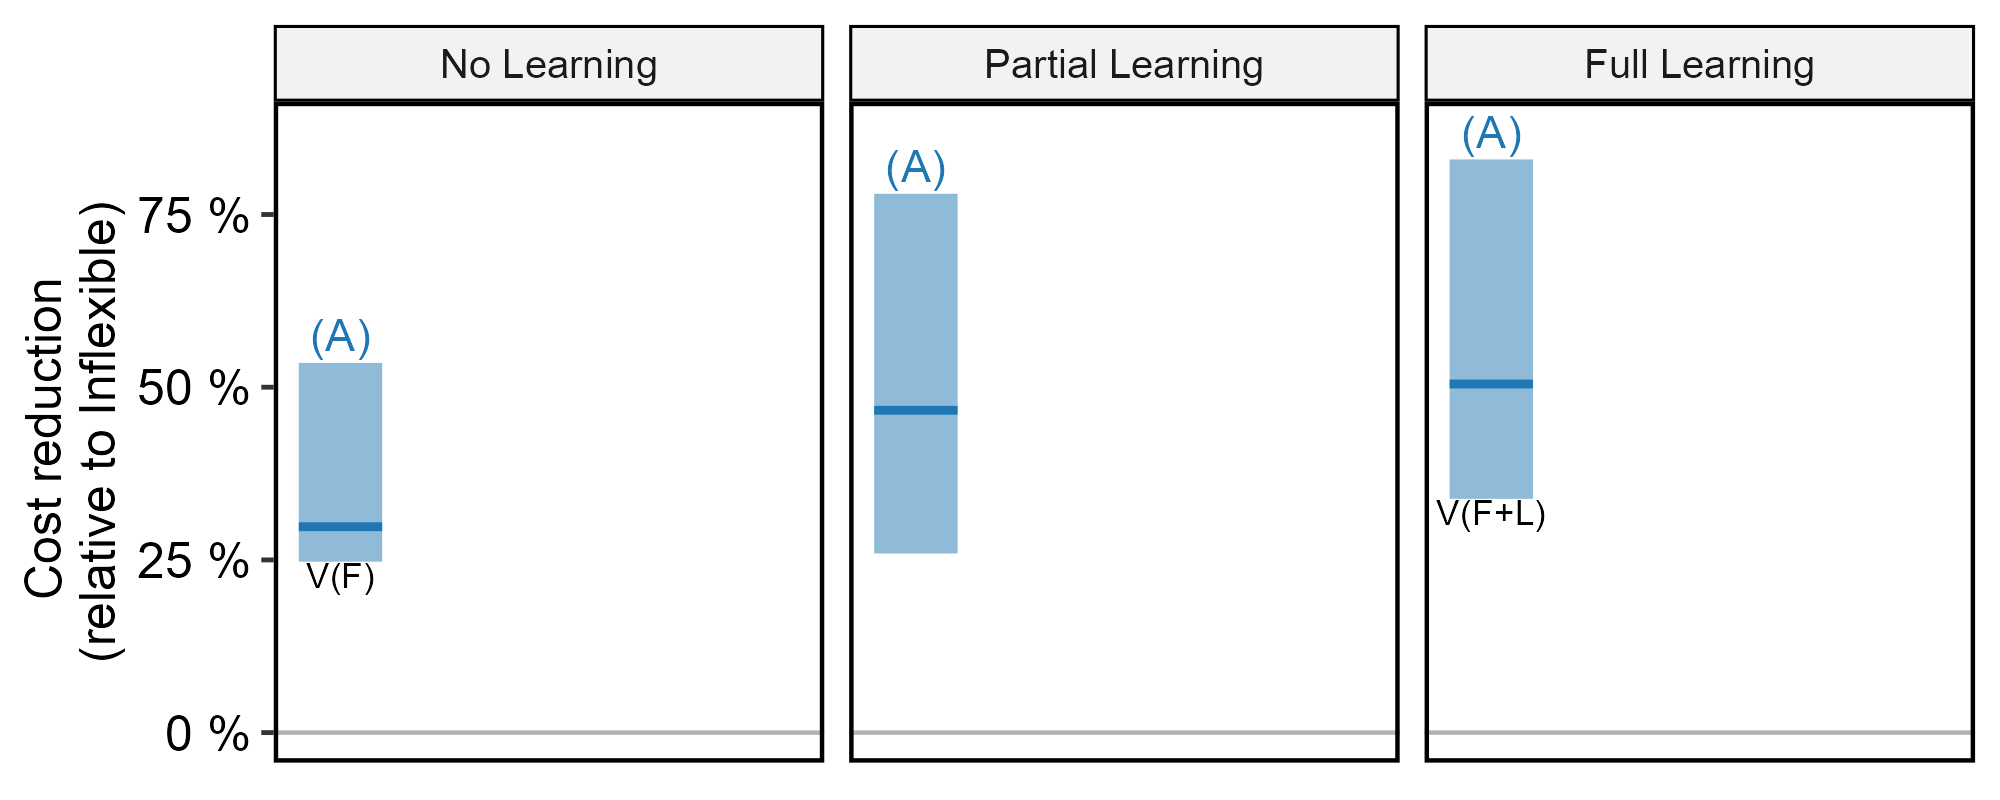 No Learning
Partial Learning
Full Learning
Cost reduction
(relative to Inflexible)
75 %
50 %
25 %
0 %
(A)
V(F)
(A)
(A)
V(F+L)